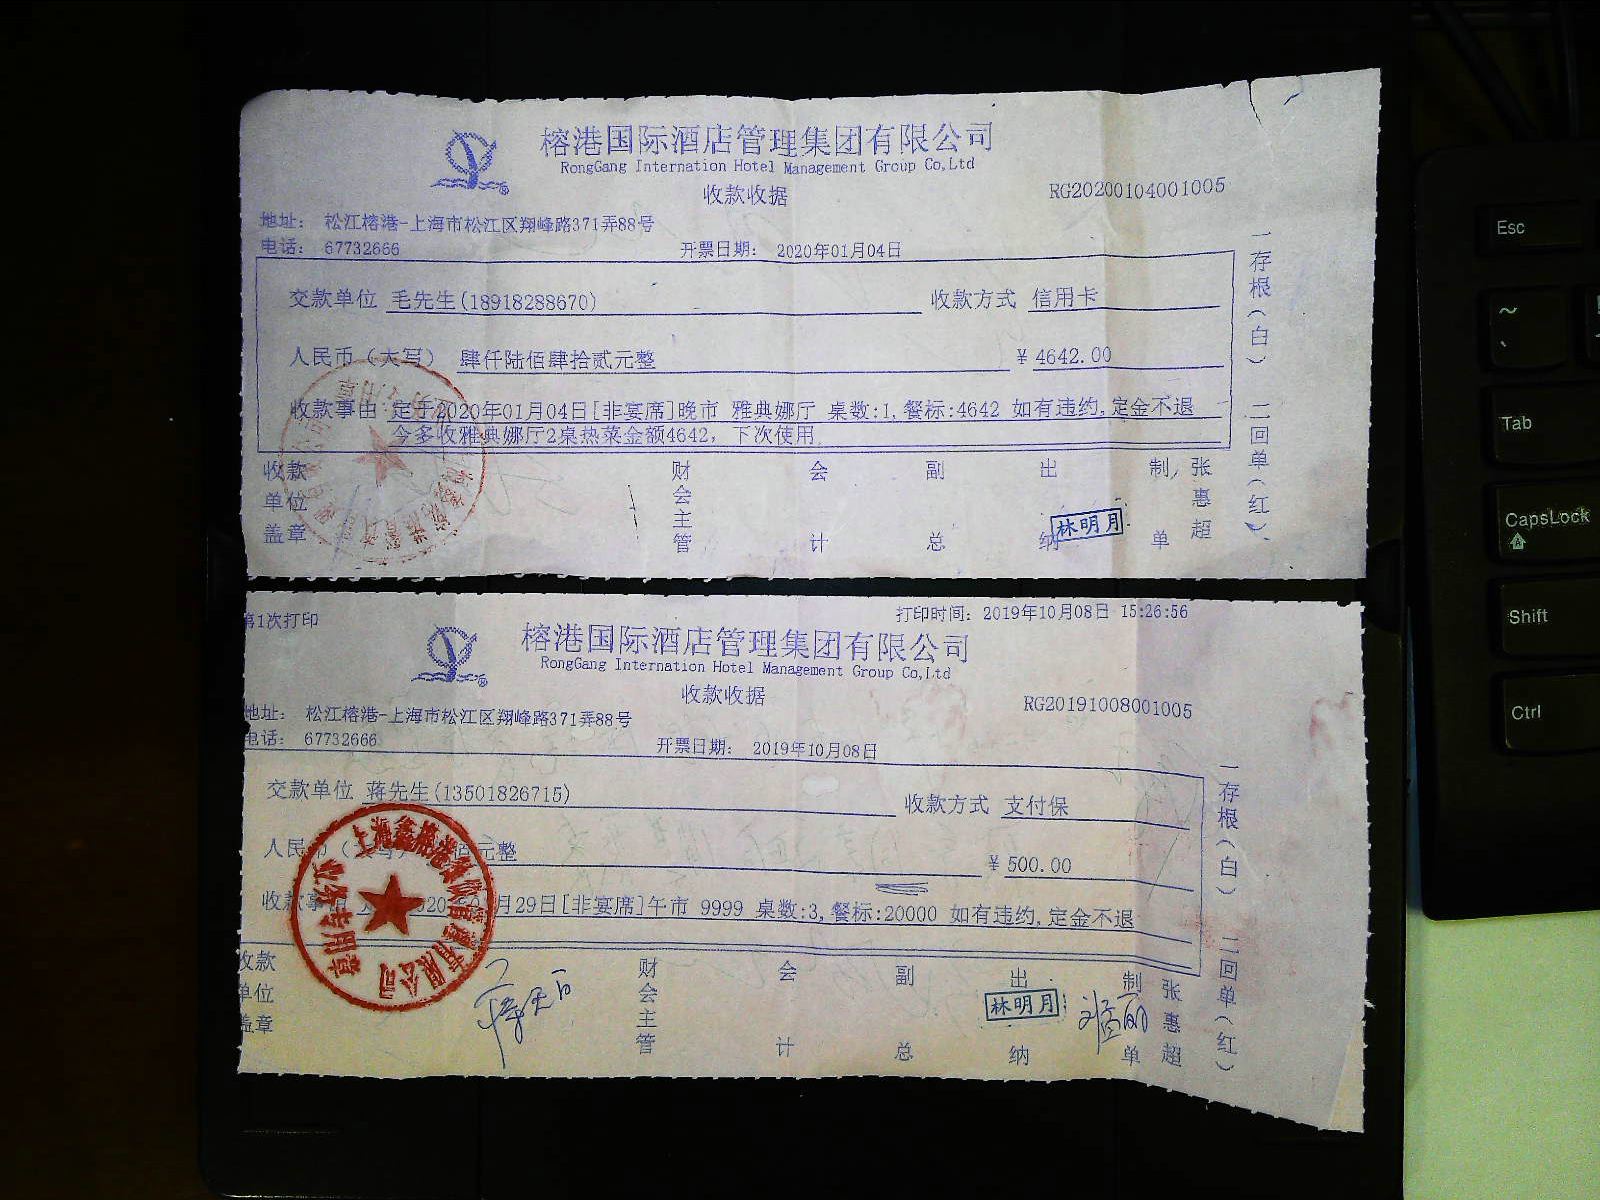 榕港国际酒店管理集团有限公司
RongGang Internation Hotel Management Group Co,Ltd
收款收据
RG20200104001005
地址： 松江榕港-上海市松江区翔峰路371弄88号
电话： 67732666
开票日期： 2020年01月04日
交款单位 毛先生(18918288670) 收款方式 信用卡
人民币（大写） 肆仟陆佰肆拾贰元整 ￥4642.00
收款事由 定于2020年01月04日[非宴席]晚市 雅典娜厅 桌数:1,餐标:4642 如有违约,定金不退
今多收雅典娜厅2桌热菜金额4642，下次使用
收款单位盖章 财会主管 会计 副总 出纳 林明月 制单 张惠超
一存根（白） 二回单（红）
第1次打印
打印时间：2019年10月08日 15:26:56
榕港国际酒店管理集团有限公司
RongGang Internation Hotel Management Group Co,Ltd
收款收据
RG20191008001005
地址： 松江榕港-上海市松江区翔峰路371弄88号
电话： 67732666
开票日期： 2019年10月08日
交款单位 蒋先生(13501826715) 收款方式 支付保
人民币（大写） 佰元整 ￥500.00
收款事 月29日[非宴席]午市 9999 桌数:3,餐标:20000 如有违约,定金不退
收款单位盖章 财会主管 会计 副总 出纳 林明月 制单 张惠超
一存根（白） 二回单（红）
Esc
~
Tab
CapsLock
Shift
Ctrl